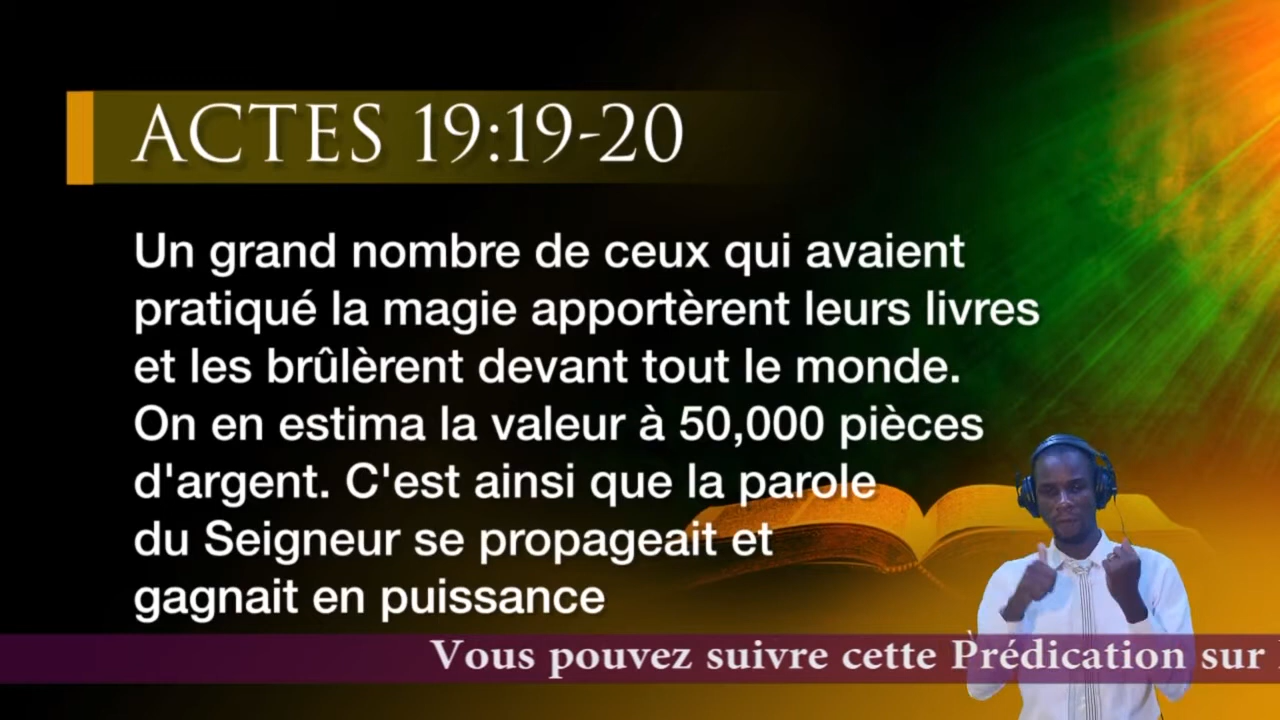 ACTES 19:19-20
Un grand nombre de ceux qui avaient
pratiqué la magie apportèrent leurs livres
et les brûlèrent devant tout le monde.
On en estima la valeur à 50,000 pièces
d'argent. C'est ainsi que la parole
du Seigneur se propageait et
gagnait en puissance
Vous pouvez suivre cette Prédication sur